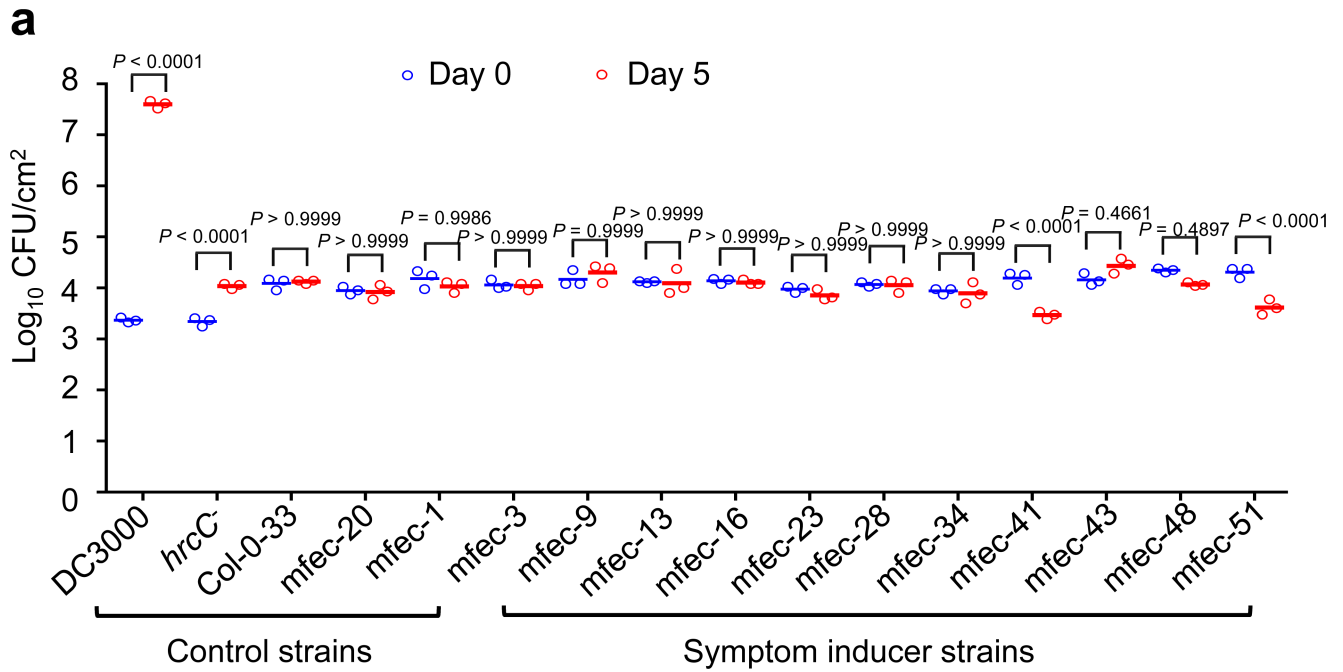 a
P < 0.0001
Day 0
Day 5
8
7
6
5
4
3
2
1
0
Log10 CFU/cm2
P < 0.0001
P > 0.9999
P > 0.9999
P = 0.9986
P > 0.9999
P = 0.9999
P > 0.9999
P > 0.9999
P > 0.9999
P > 0.9999
P > 0.9999
P < 0.0001
P = 0.4661
P = 0.4897
P < 0.0001
DC3000
hrcC-
Col-0-33
mfec-20
mfec-1
mfec-3
mfec-9
mfec-13
mfec-16
mfec-23
mfec-28
mfec-34
mfec-41
mfec-43
mfec-48
mfec-51
Control strains
Symptom inducer strains